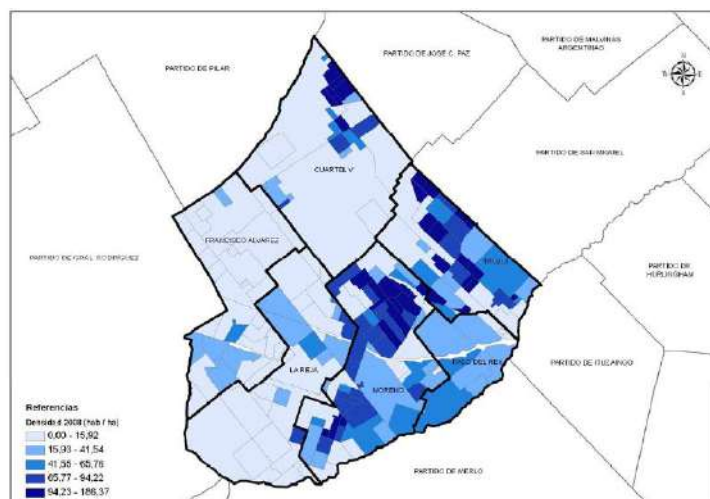 PARTIDO DE MALVINAS
ARGENTINAS
PARTIDO DE JOSE C. PAZ
PARTIDO DE PILAR
N
E
S
PARTIDO DE SAN MIGUEL
CUARTEL V
FRANCISCO ALVAREZ
TRUJUI
PARTIDO DE GRAL. RODRIGUEZ
PARTIDO DE
HURLINGHAM
PASO DEL REY
PARTIDO DE ITUZAINGO
LA REJA
MORENO
PARTIDO DE MERLO
Referencias
Densidad 2008 (hab / ha)
0,00 - 15,92
15,93 - 41,54
41,55 - 65,76
65,77 - 94,22
94,23 - 186,37